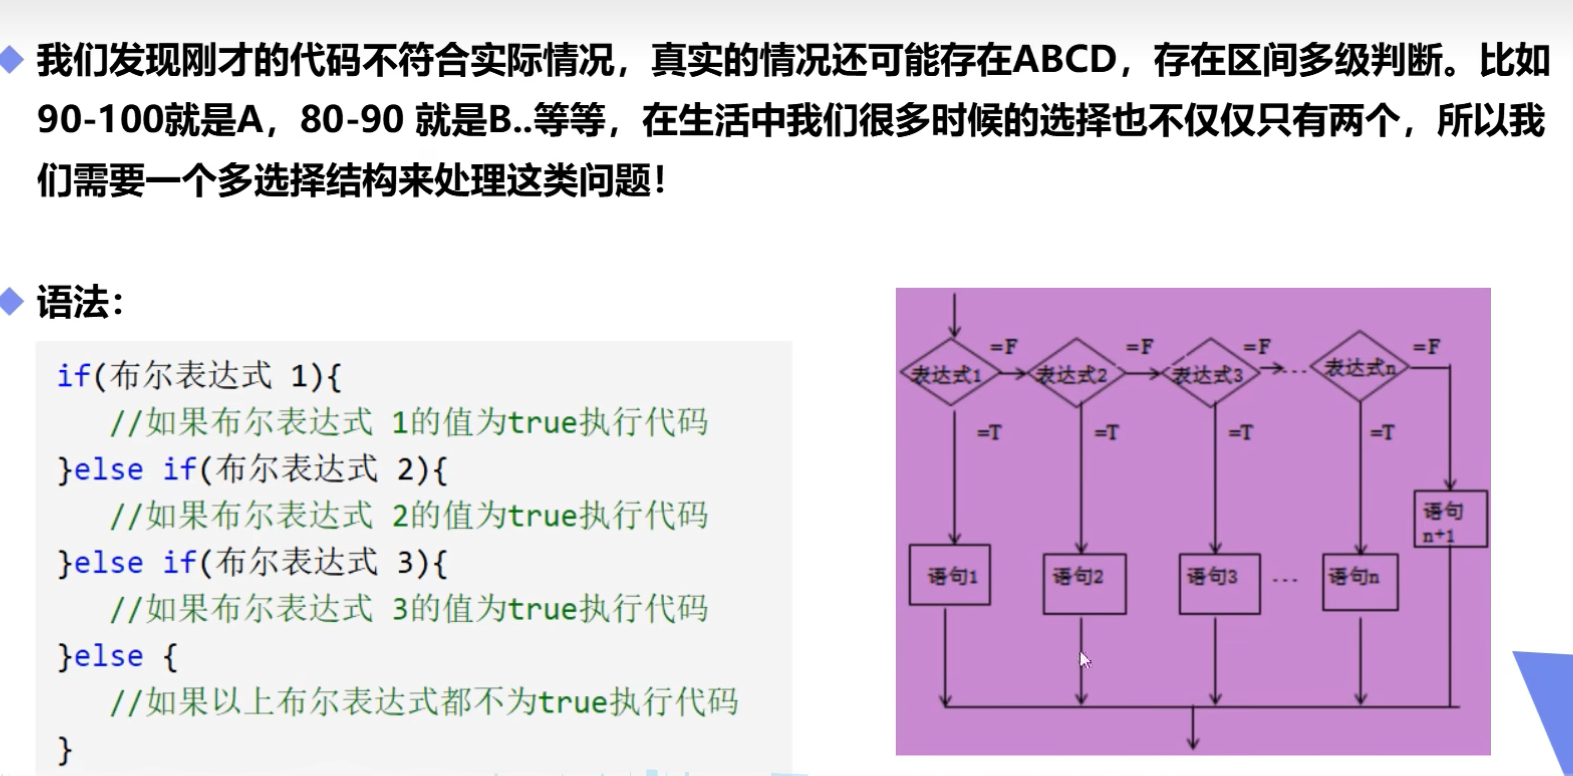 我们发现刚才的代码不符合实际情况，真实的情况还可能存在ABCD，存在区间多级判断。比如
90-100就是A，80-90 就是B..等等，在生活中我们很多时候的选择也不仅仅只有两个，所以我
们需要一个多选择结构来处理这类问题！
语法：
if(布尔表达式 1){
//如果布尔表达式 1的值为true执行代码
}else if(布尔表达式 2){
//如果布尔表达式 2的值为true执行代码
}else if(布尔表达式 3){
//如果布尔表达式 3的值为true执行代码
}else {
//如果以上布尔表达式都不为true执行代码
}
=F =F =F =F
表达式1 表达式2 表达式3 ... 表达式n
=T =T =T =T
语句
n+1
语句1 语句2 语句3 ... 语句n